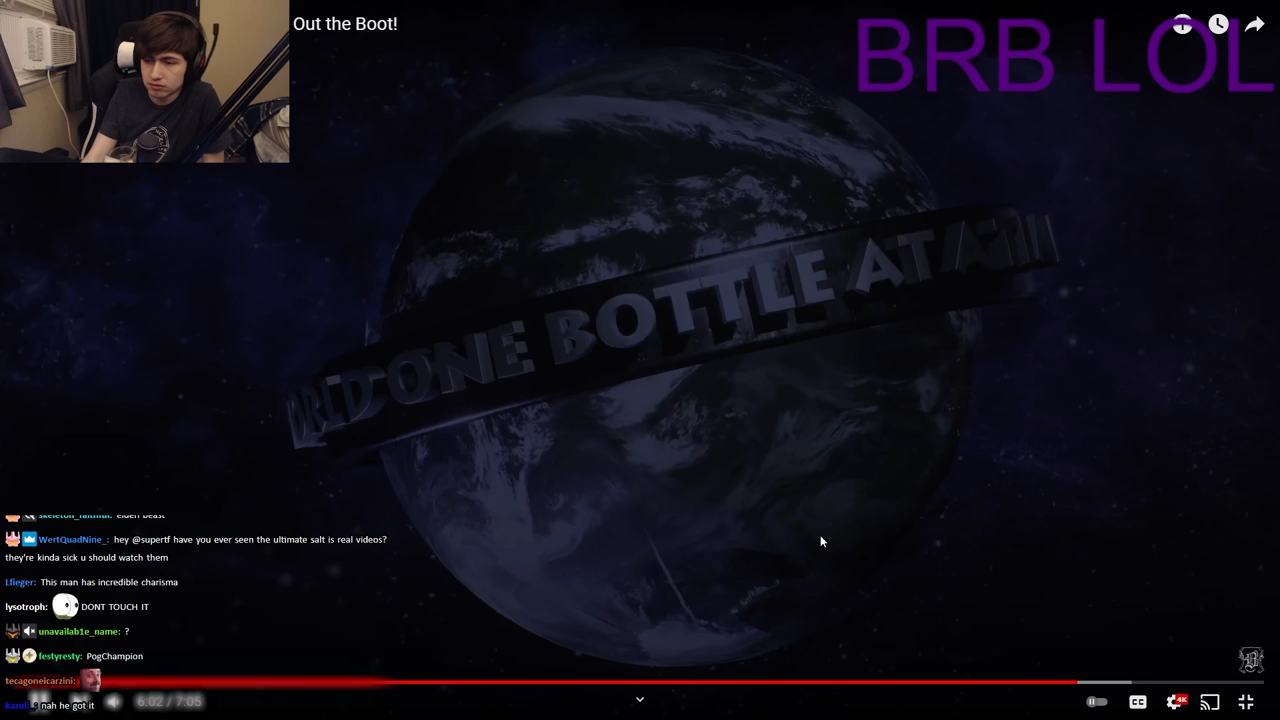 Out the Boot!
BRB LOL
ONE BOTTLE AT A
WertQuadNine_: hey @supertf have you ever seen the ultimate salt is real videos?
they're kinda sick u should watch them
Lfieger: This man has incredible charisma
lysotroph: DONT TOUCH IT
unavailab1e_name: ?
festyresty: PogChampion
tecagoneicarzini:
nah he got it
6:02 / 7:05
CC
4K